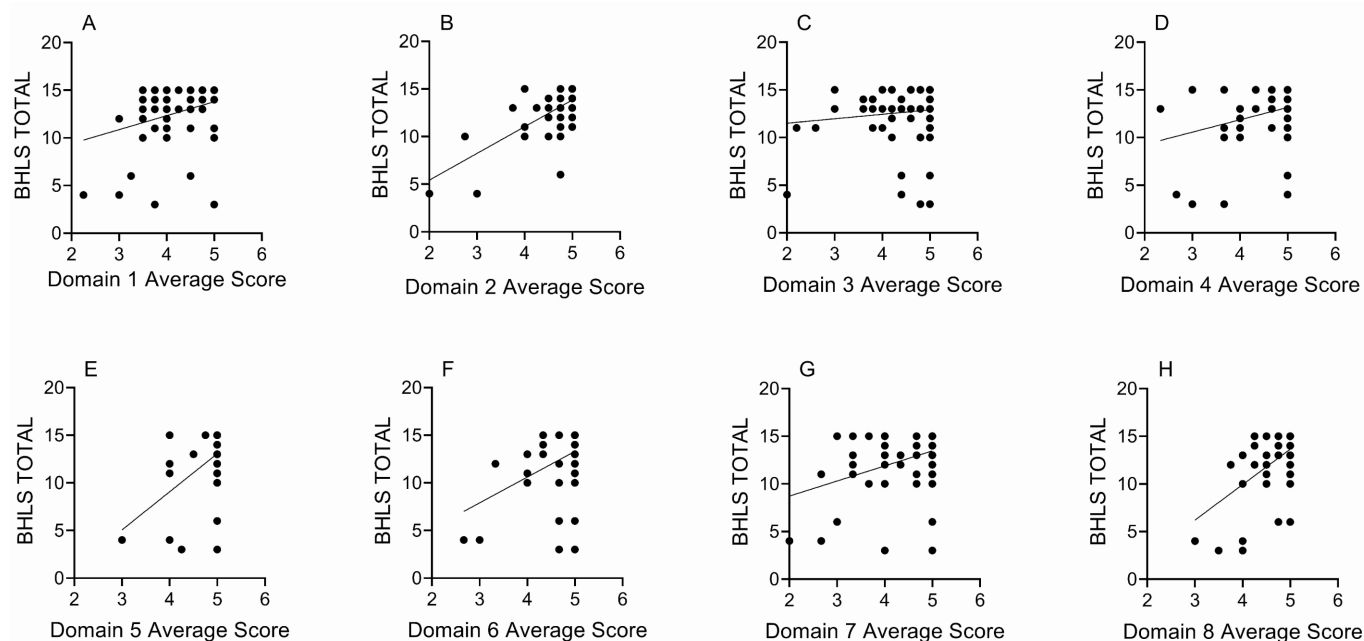 A
B
C
D
BHLS TOTAL
20
15
10
5
0
2 3 4 5 6
Domain 1 Average Score
BHLS TOTAL
20
15
10
5
0
2 3 4 5 6
Domain 2 Average Score
BHLS TOTAL
20
15
10
5
0
2 3 4 5 6
Domain 3 Average Score
BHLS TOTAL
20
15
10
5
0
2 3 4 5 6
Domain 4 Average Score
E
F
G
H
BHLS TOTAL
20
15
10
5
0
2 3 4 5 6
Domain 5 Average Score
BHLS TOTAL
20
15
10
5
0
2 3 4 5 6
Domain 6 Average Score
BHLS TOTAL
20
15
10
5
0
2 3 4 5 6
Domain 7 Average Score
BHLS TOTAL
20
15
10
5
0
2 3 4 5 6
Domain 8 Average Score